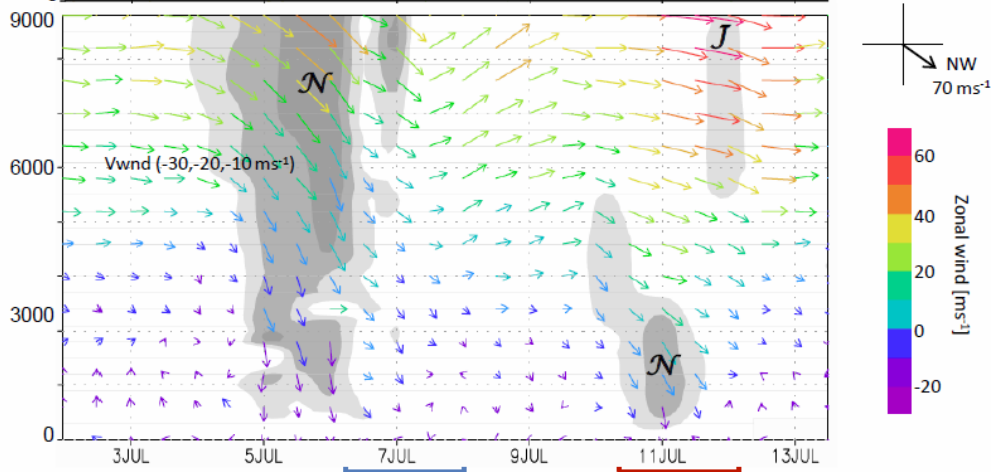 9000
6000
3000
0
N
J
Vwnd (-30,-20,-10 ms⁻¹)
N
3JUL
5JUL
7JUL
9JUL
11JUL
13JUL
NW
70 ms⁻¹
60
40
20
0
-20
Zonal wind [ms⁻¹]